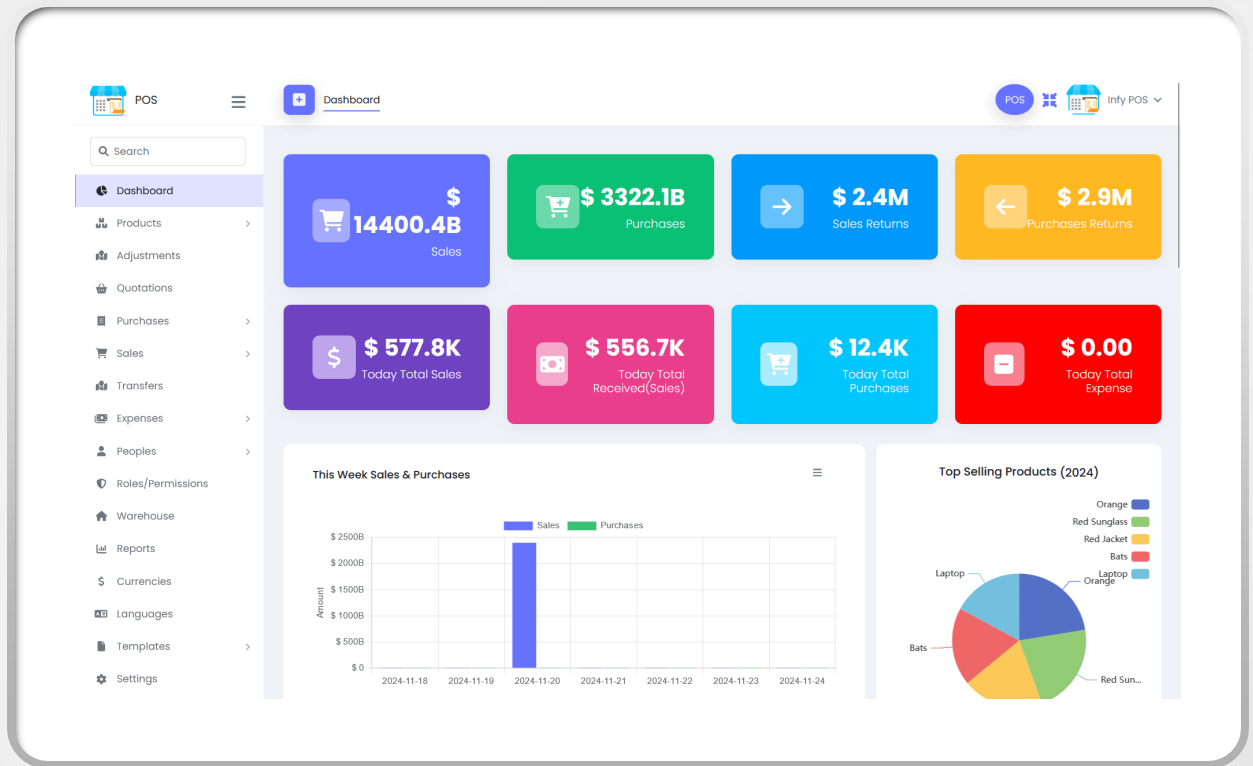 POS
Dashboard
POS
Infy POS
Search
Dashboard
Products
Adjustments
Quotations
Purchases
Sales
Transfers
Expenses
Peoples
Roles/Permissions
Warehouse
Reports
$ Currencies
Languages
Templates
Settings
$
14400.4B
Sales
$ 3322.1B
Purchases
$ 2.4M
Sales Returns
$ 2.9M
Purchases Returns
$
$ 577.8K
Today Total Sales
$ 556.7K
Today Total
Received(Sales)
$ 12.4K
Today Total
Purchases
$ 0.00
Today Total
Expense
This Week Sales & Purchases
Sales
Purchases
Amount
$ 2500B
$ 2000B
$ 1500B
$ 1000B
$ 500B
$ 0
2024-11-18
2024-11-19
2024-11-20
2024-11-21
2024-11-22
2024-11-23
2024-11-24
Top Selling Products (2024)
Orange
Red Sunglass
Red Jacket
Bats
Laptop
Laptop
Orange
Bats
Red Sun...